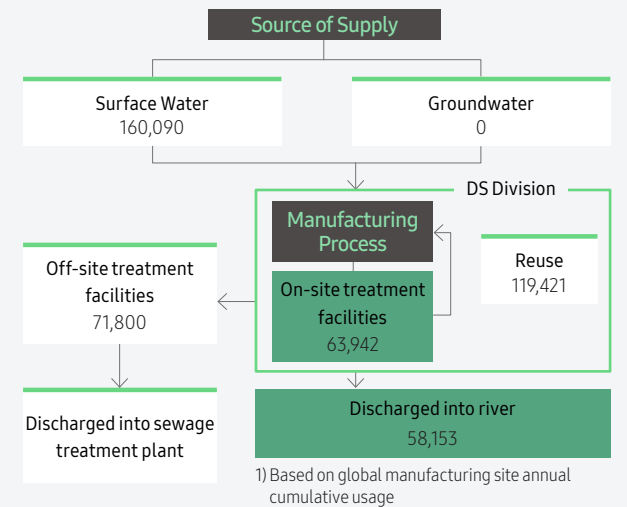 Source of Supply
Surface Water
160,090
Groundwater
0
DS Division
Manufacturing
Process
Reuse
119,421
On-site treatment
facilities
63,942
Off-site treatment
facilities
71,800
Discharged into sewage
treatment plant
Discharged into river
58,153
1) Based on global manufacturing site annual
cumulative usage